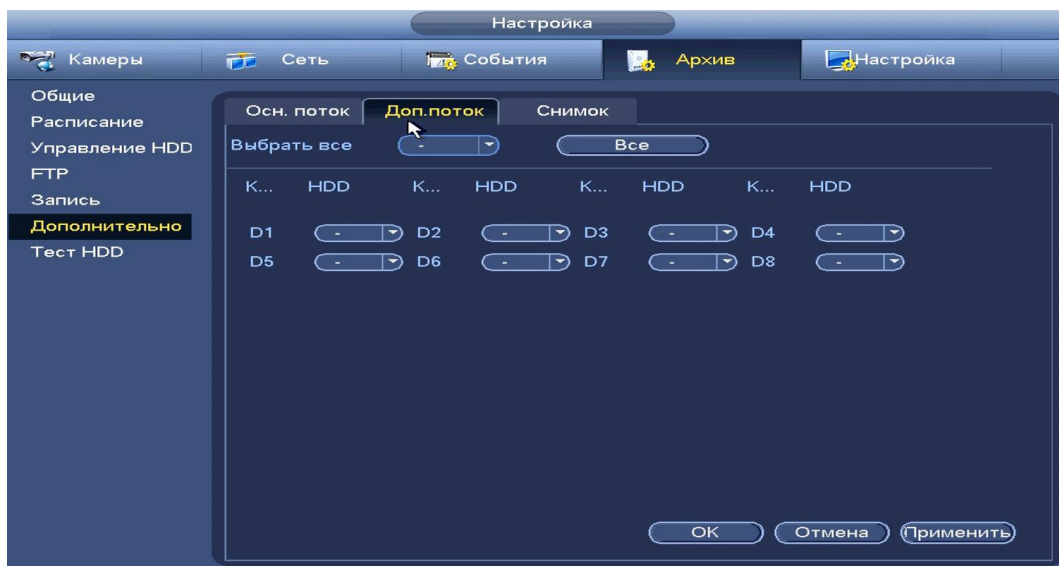 Настройка
Камеры Сеть События Архив Настройка
Общие
Расписание
Управление HDD
FTP
Запись
Дополнительно
Тест HDD
Осн. поток Доп.поток Снимок
Выбрать все - Все
К... HDD К... HDD К... HDD К... HDD
D1 - D2 - D3 - D4 -
D5 - D6 - D7 - D8 -
OK Отмена Применить